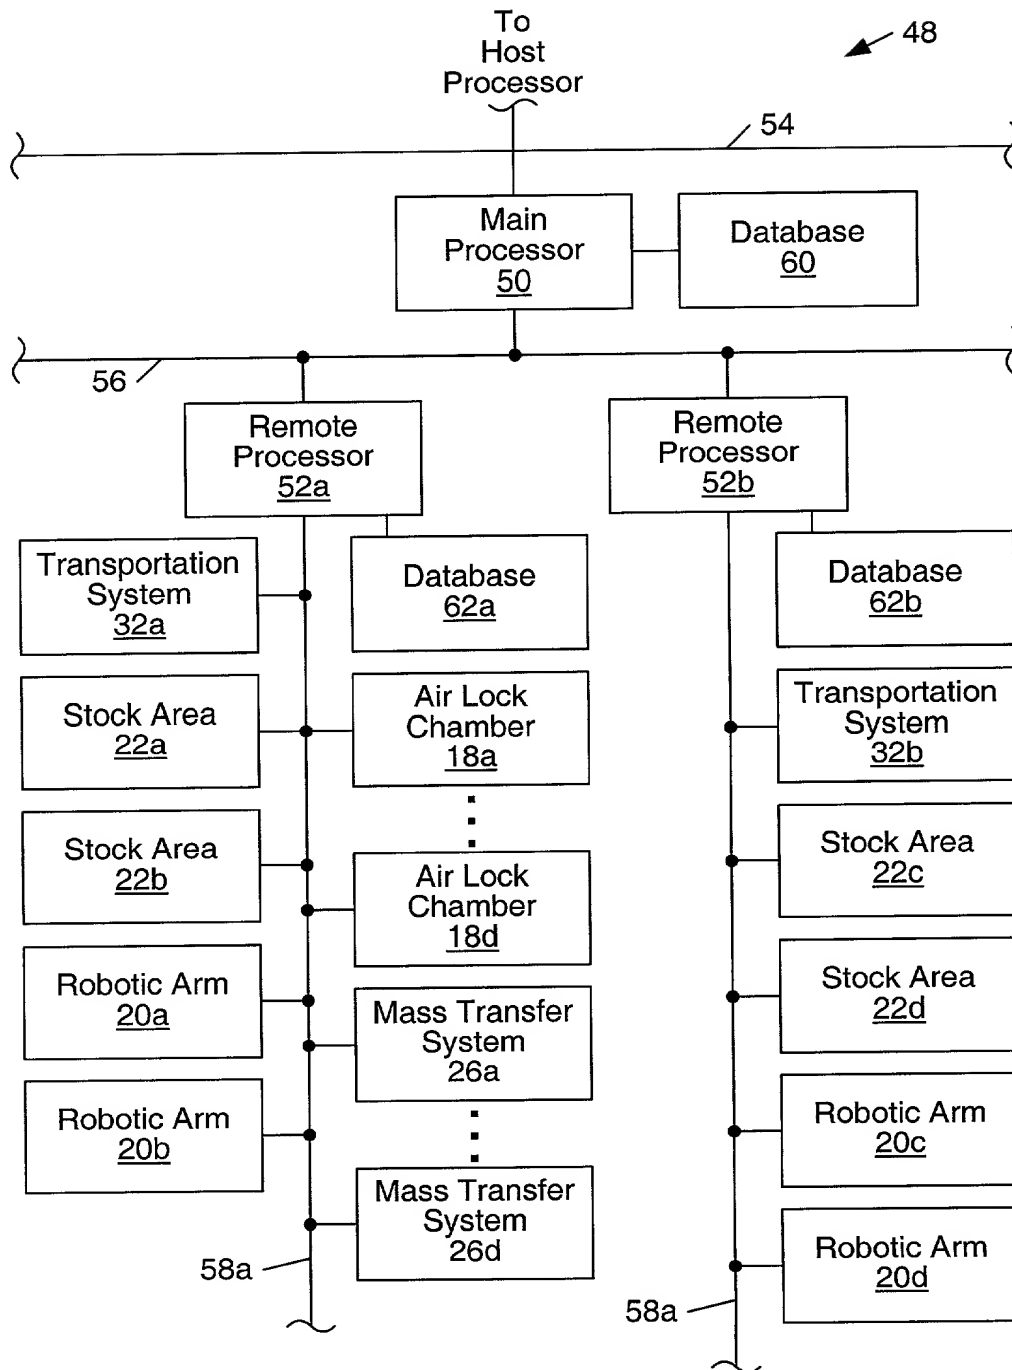 To
Host
Processor
48
54
Main
Processor
50
Database
60
56
Remote
Processor
52a
Remote
Processor
52b
Transportation
System
32a
Database
62a
Database
62b
Stock Area
22a
Air Lock
Chamber
18a
Transportation
System
32b
Stock Area
22b
Air Lock
Chamber
18d
Stock Area
22c
Robotic Arm
20a
Mass Transfer
System
26a
Stock Area
22d
Robotic Arm
20b
Mass Transfer
System
26d
Robotic Arm
20c
Robotic Arm
20d
58a
58a